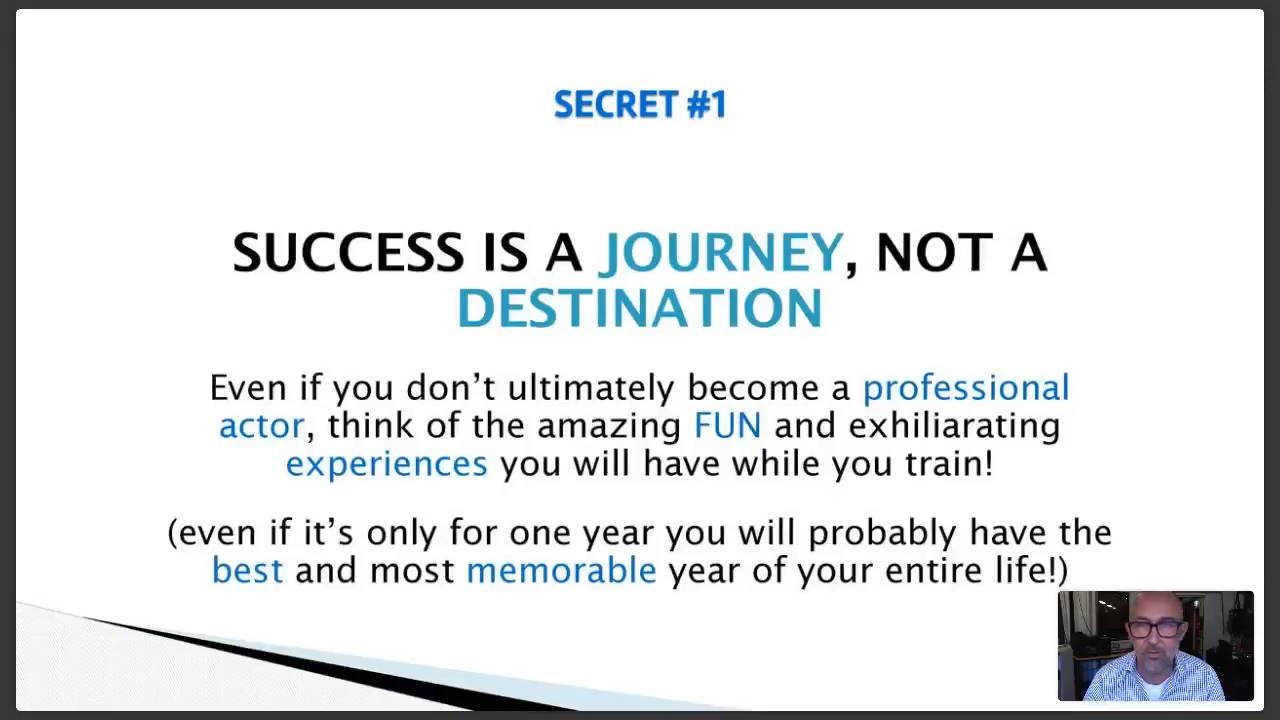 SECRET #1
SUCCESS IS A JOURNEY, NOT A
DESTINATION
Even if you don’t ultimately become a professional
actor, think of the amazing FUN and exhiliarating
experiences you will have while you train!
(even if it’s only for one year you will probably have the
best and most memorable year of your entire life!)